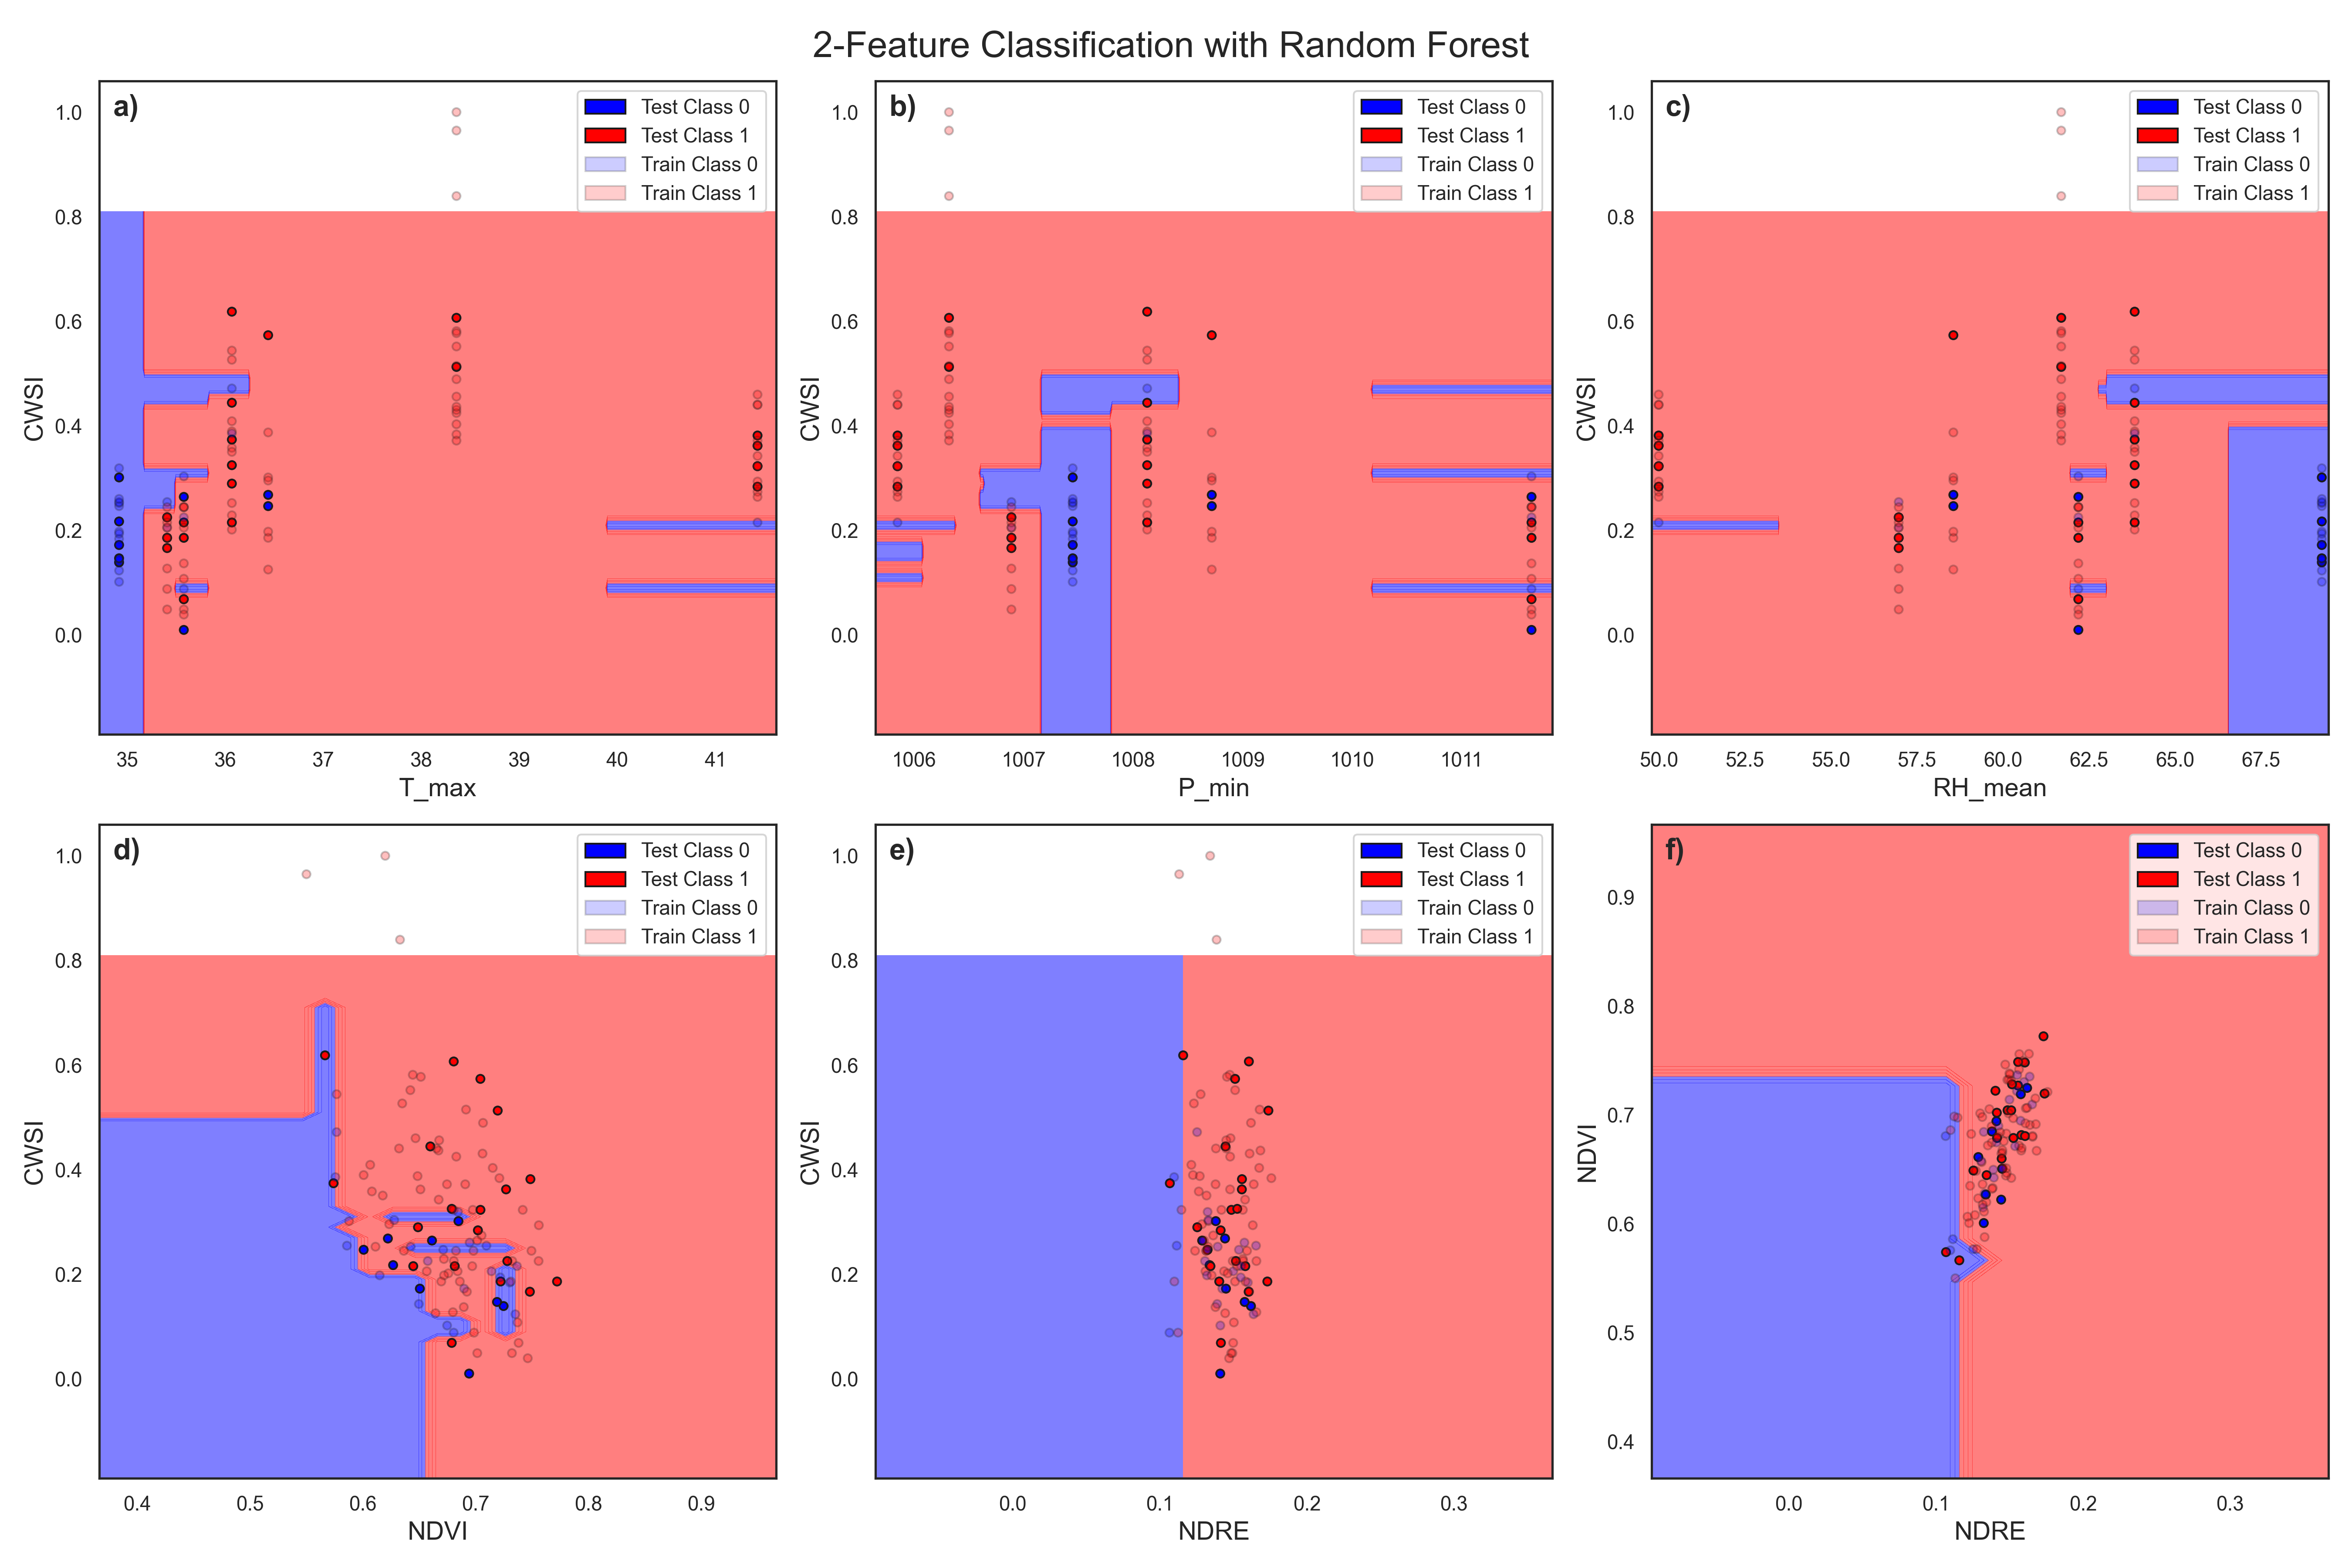 2-Feature Classification with Random Forest
a)
Test Class 0
Test Class 1
Train Class 0
Train Class 1
1.0
0.8
0.6
0.4
0.2
0.0
CWSI
35 36 37 38 39 40 41
T_max
b)
Test Class 0
Test Class 1
Train Class 0
Train Class 1
1.0
0.8
0.6
0.4
0.2
0.0
CWSI
1006 1007 1008 1009 1010 1011
P_min
c)
Test Class 0
Test Class 1
Train Class 0
Train Class 1
1.0
0.8
0.6
0.4
0.2
0.0
CWSI
50.0 52.5 55.0 57.5 60.0 62.5 65.0 67.5
RH_mean
d)
Test Class 0
Test Class 1
Train Class 0
Train Class 1
1.0
0.8
0.6
0.4
0.2
0.0
CWSI
0.4 0.5 0.6 0.7 0.8 0.9
NDVI
e)
Test Class 0
Test Class 1
Train Class 0
Train Class 1
1.0
0.8
0.6
0.4
0.2
0.0
CWSI
0.0 0.1 0.2 0.3
NDRE
f)
Test Class 0
Test Class 1
Train Class 0
Train Class 1
0.9
0.8
0.7
0.6
0.5
0.4
NDVI
0.0 0.1 0.2 0.3
NDRE